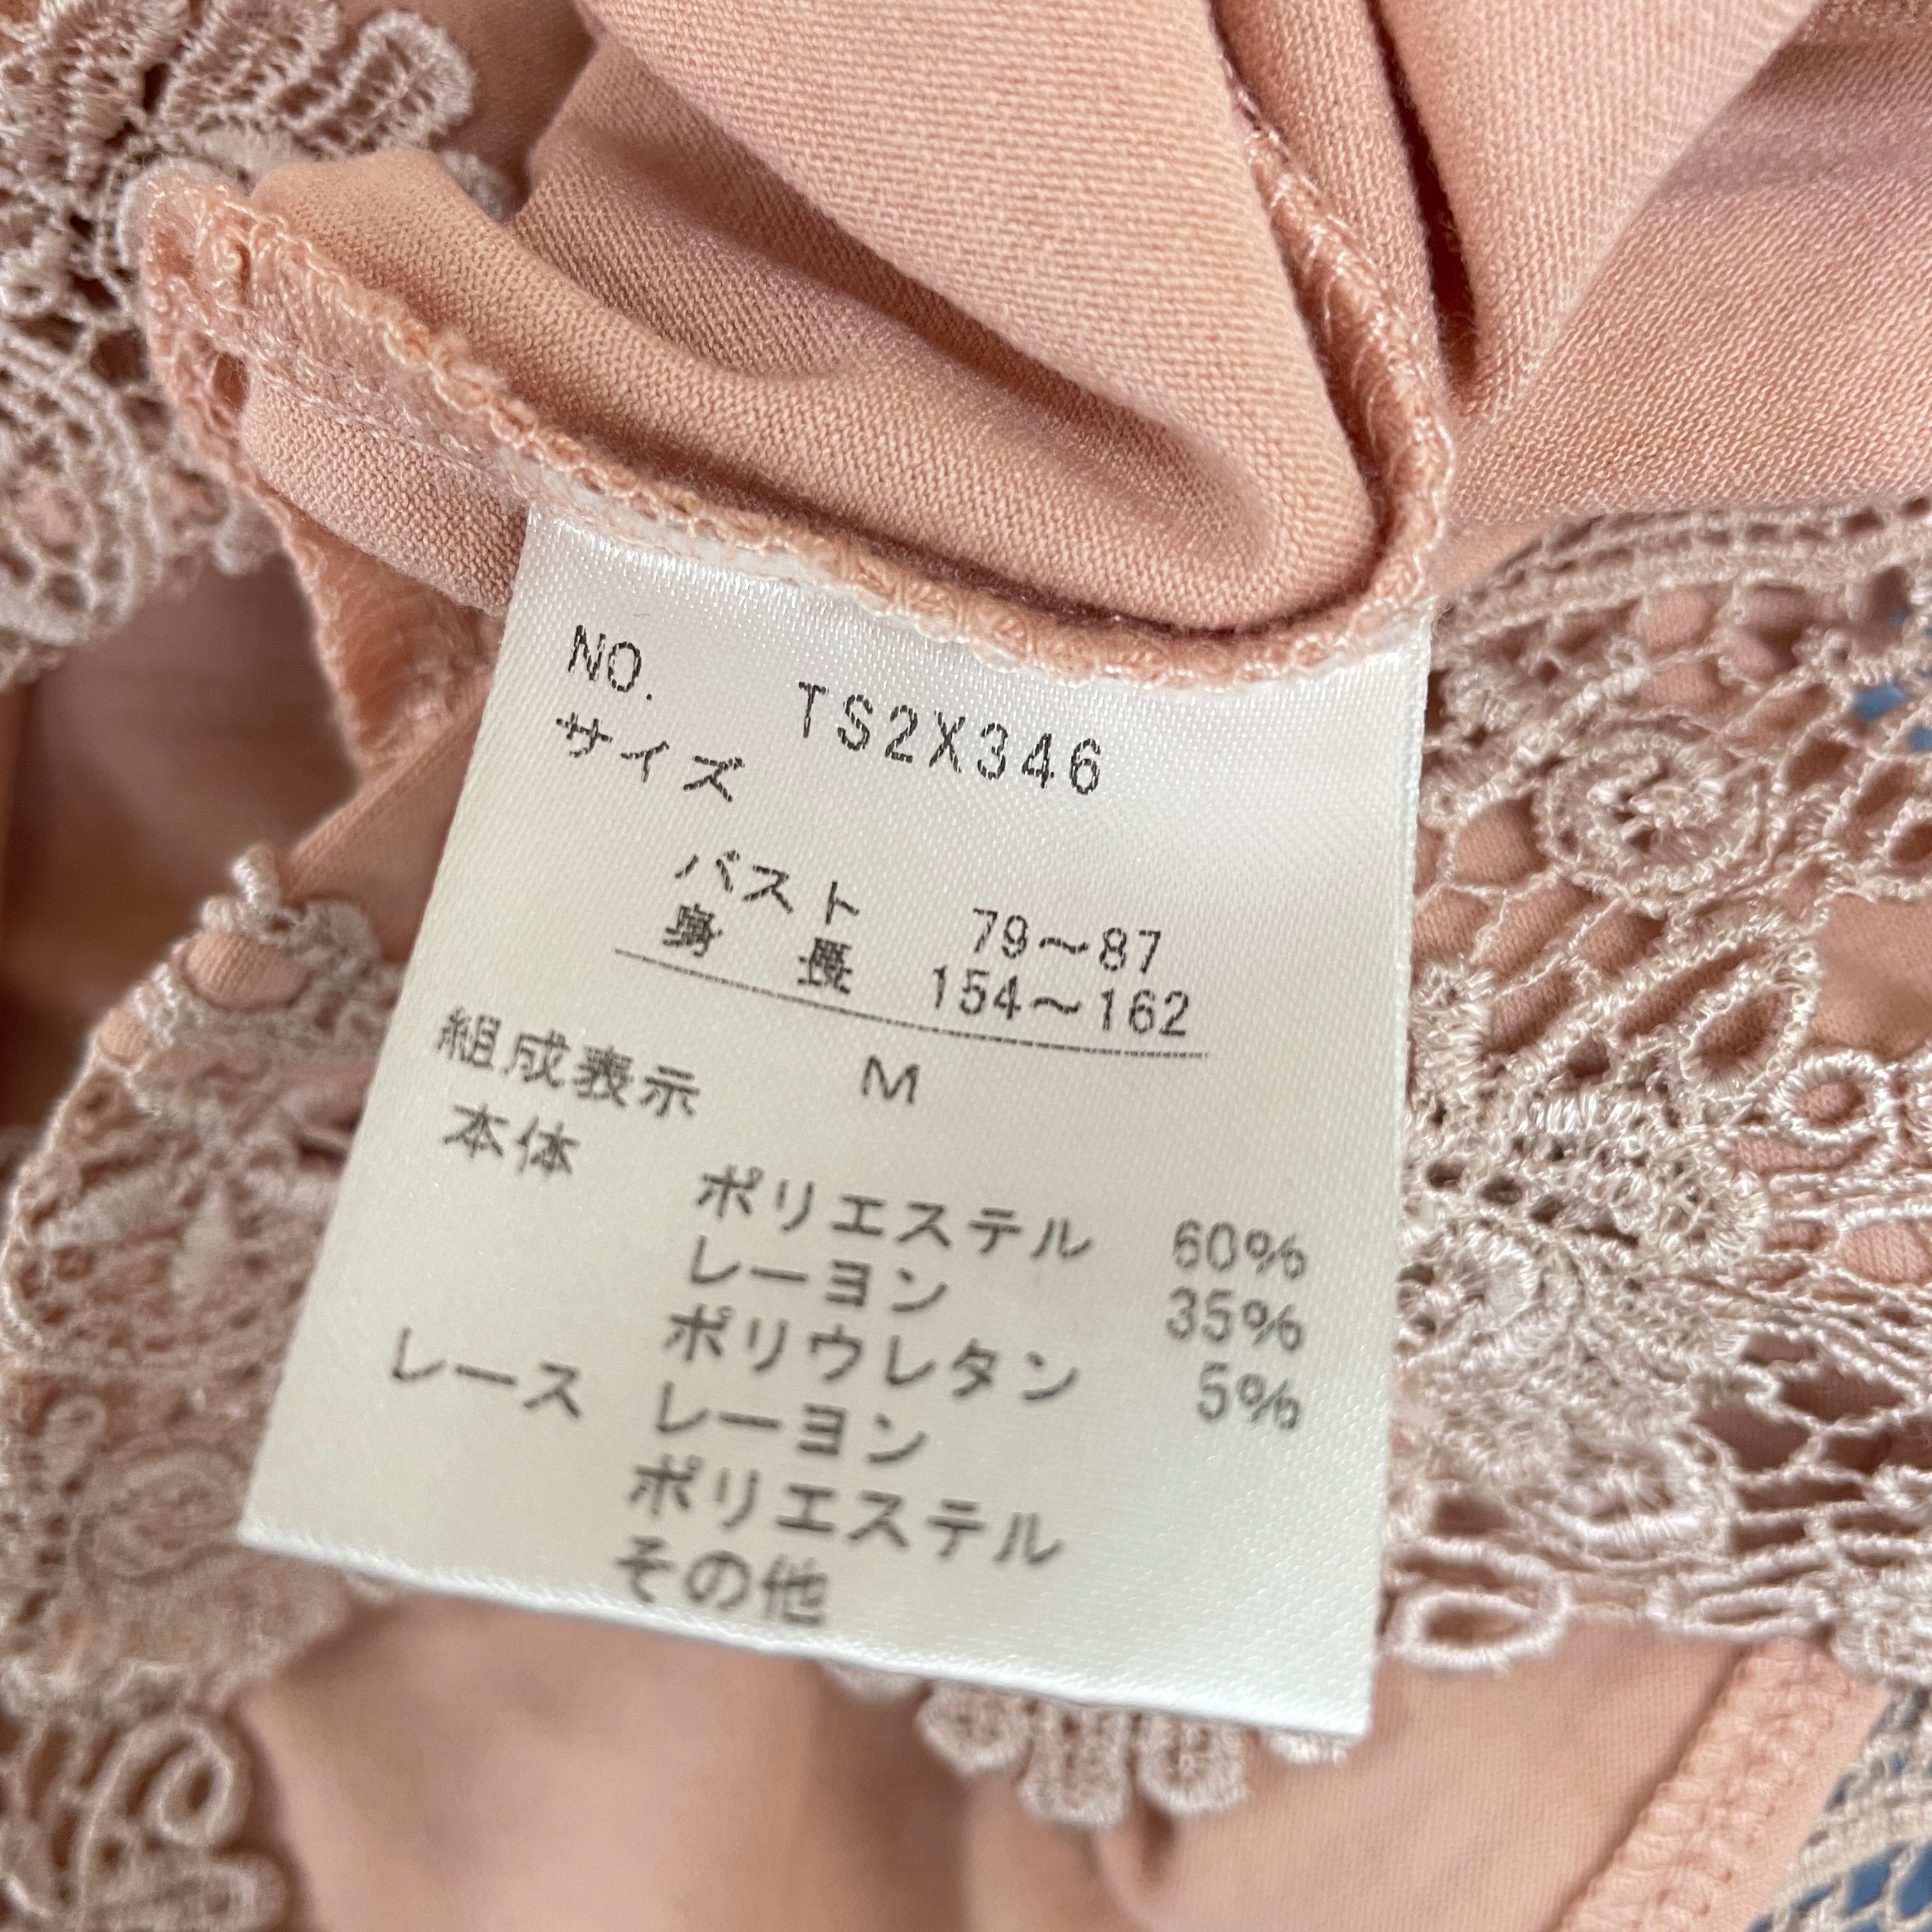 NO. TS2X346
サイズ
バスト 79～87
身長 154～162
M
組成表示
本体
ポリエステル 60%
レーヨン 35%
ポリウレタン 5%
レース レーヨン
ポリエステル
その他